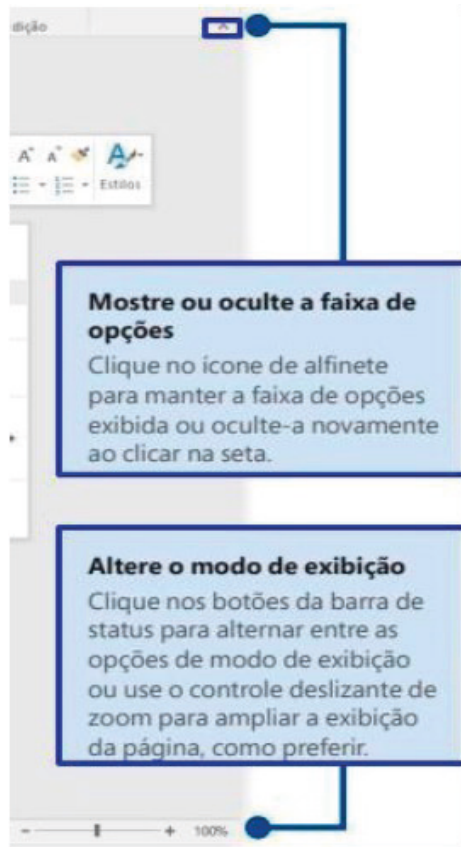 dição
A^ A˅
Estilos
Mostre ou oculte a faixa de
opções
Clique no ícone de alfinete
para manter a faixa de opções
exibida ou oculte-a novamente
ao clicar na seta.
Altere o modo de exibição
Clique nos botões da barra de
status para alternar entre as
opções de modo de exibição
ou use o controle deslizante de
zoom para ampliar a exibição
da página, como preferir.
- + 100%